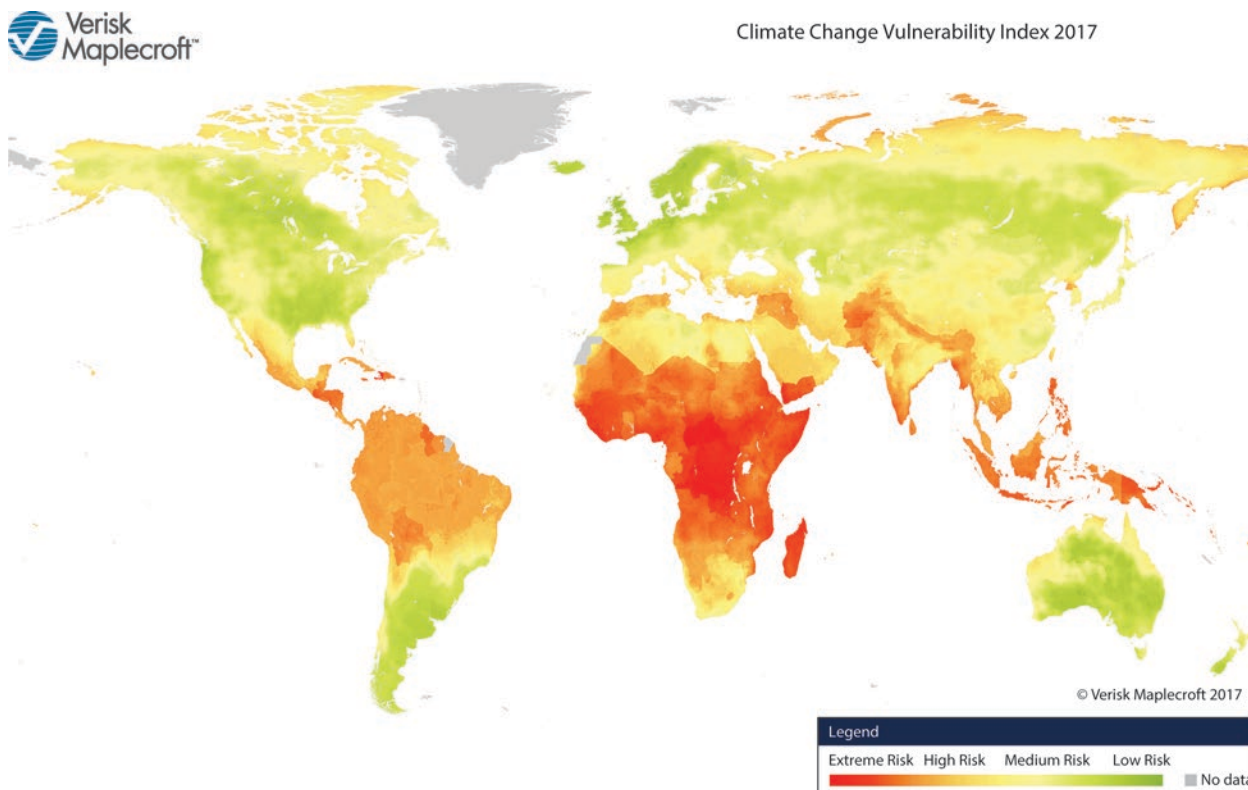 Verisk
Maplecroft™
Climate Change Vulnerability Index 2017
© Verisk Maplecroft 2017
Legend
Extreme Risk High Risk Medium Risk Low Risk
No data